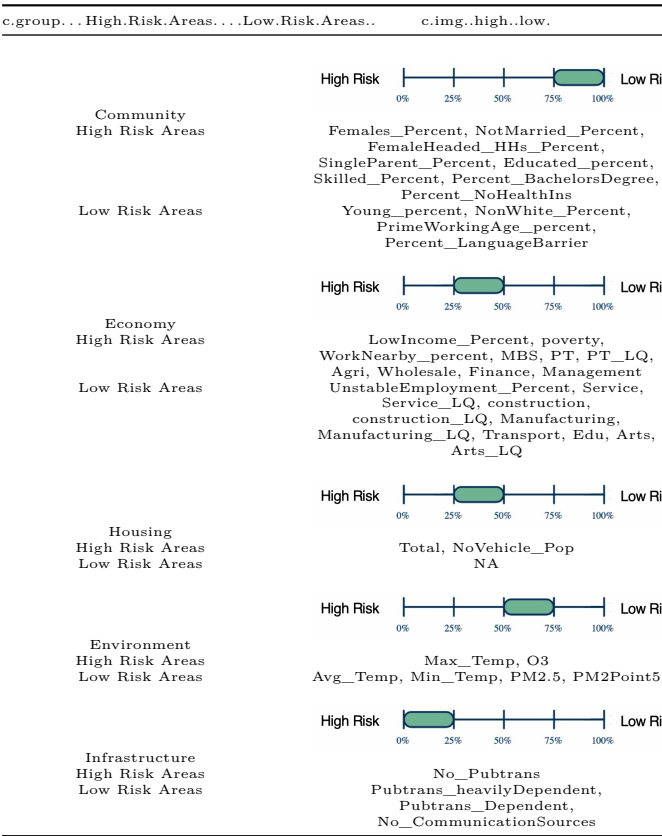 c.group...High.Risk.Areas....Low.Risk.Areas.. c.img..high..low.
High Risk Low Ri
0% 25% 50% 75% 100%
Community
High Risk Areas Females_Percent, NotMarried_Percent,
FemaleHeaded_HHs_Percent,
SingleParent_Percent, Educated_percent,
Skilled_Percent, Percent_BachelorsDegree,
Percent_NoHealthIns
Low Risk Areas Young_percent, NonWhite_Percent,
PrimeWorkingAge_percent,
Percent_LanguageBarrier
High Risk Low Ri
0% 25% 50% 75% 100%
Economy
High Risk Areas LowIncome_Percent, poverty,
WorkNearby_percent, MBS, PT, PT_LQ,
Agri, Wholesale, Finance, Management
Low Risk Areas UnstableEmployment_Percent, Service,
Service_LQ, construction,
construction_LQ, Manufacturing,
Manufacturing_LQ, Transport, Edu, Arts,
Arts_LQ
High Risk Low Ri
0% 25% 50% 75% 100%
Housing
High Risk Areas Total, NoVehicle_Pop
Low Risk Areas NA
High Risk Low Ri
0% 25% 50% 75% 100%
Environment
High Risk Areas Max_Temp, O3
Low Risk Areas Avg_Temp, Min_Temp, PM2.5, PM2Point5
High Risk Low Ri
0% 25% 50% 75% 100%
Infrastructure
High Risk Areas No_Pubtrans
Low Risk Areas Pubtrans_heavilyDependent,
Pubtrans_Dependent,
No_CommunicationSources